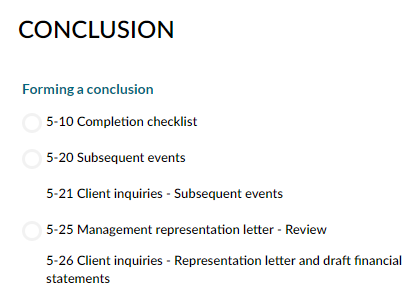 CONCLUSION
Forming a conclusion
5-10 Completion checklist
5-20 Subsequent events
5-21 Client inquiries - Subsequent events
5-25 Management representation letter - Review
5-26 Client inquiries - Representation letter and draft financial
statements